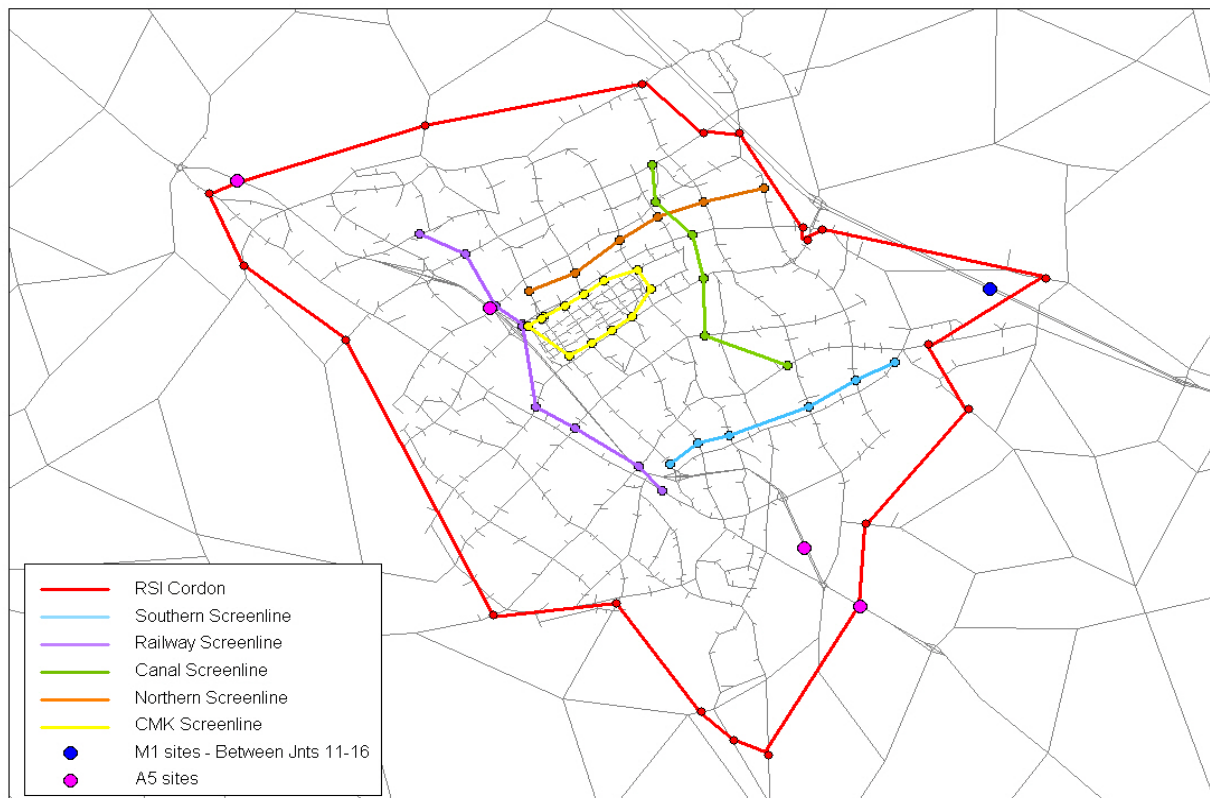 RSI Cordon
Southern Screenline
Railway Screenline
Canal Screenline
Northern Screenline
CMK Screenline
M1 sites - Between Jnts 11-16
A5 sites